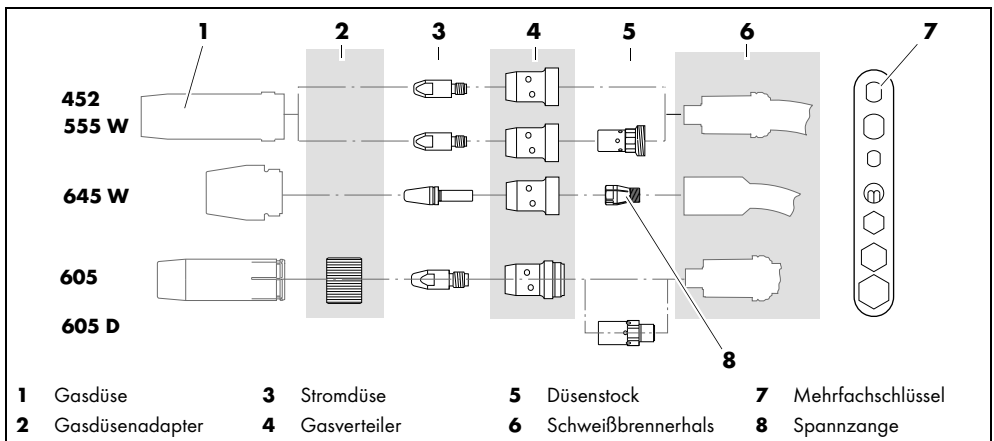 1 2 3 4 5 6 7
452
555 W
645 W
605
605 D
8
m
1 Gasdüse 3 Stromdüse 5 Düsenstock 7 Mehrfachschlüssel
2 Gasdüsenadapter 4 Gasverteiler 6 Schweißbrennerhals 8 Spannzange